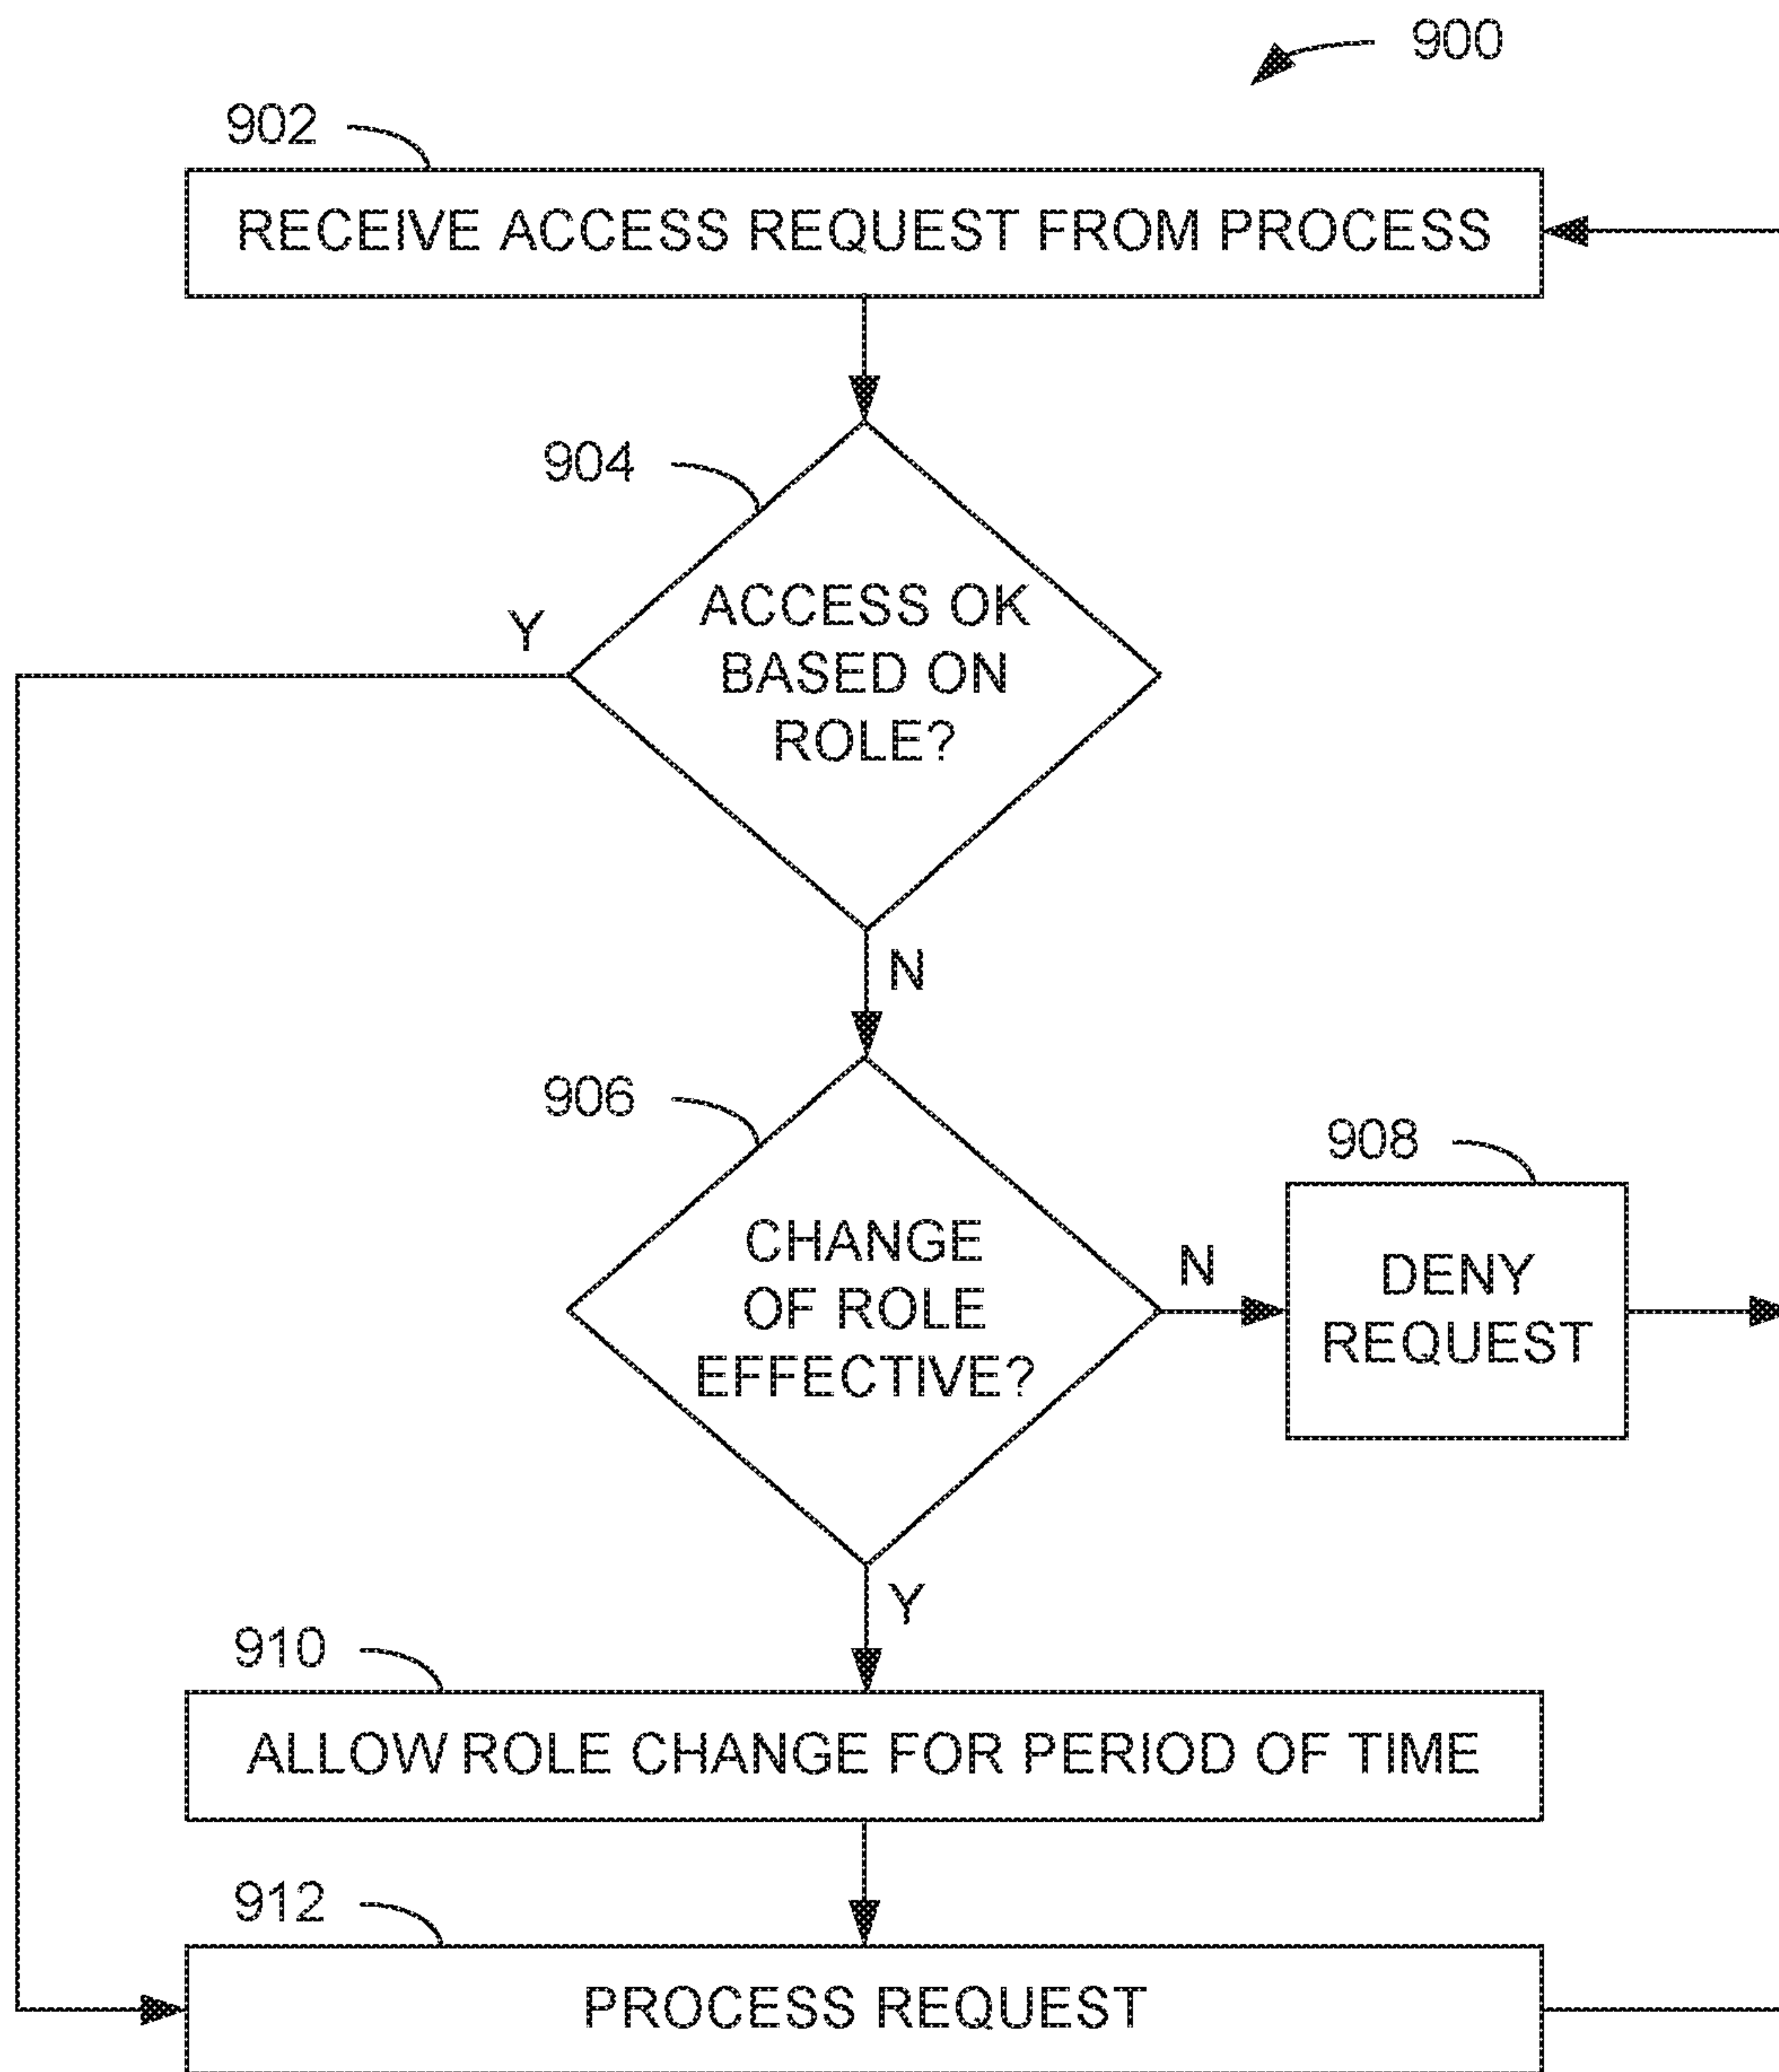 900
902
RECEIVE ACCESS REQUEST FROM PROCESS
904
ACCESS OK
BASED ON
ROLE?
Y
N
906
CHANGE
OF ROLE
EFFECTIVE?
N
908
DENY
REQUEST
Y
910
ALLOW ROLE CHANGE FOR PERIOD OF TIME
912
PROCESS REQUEST